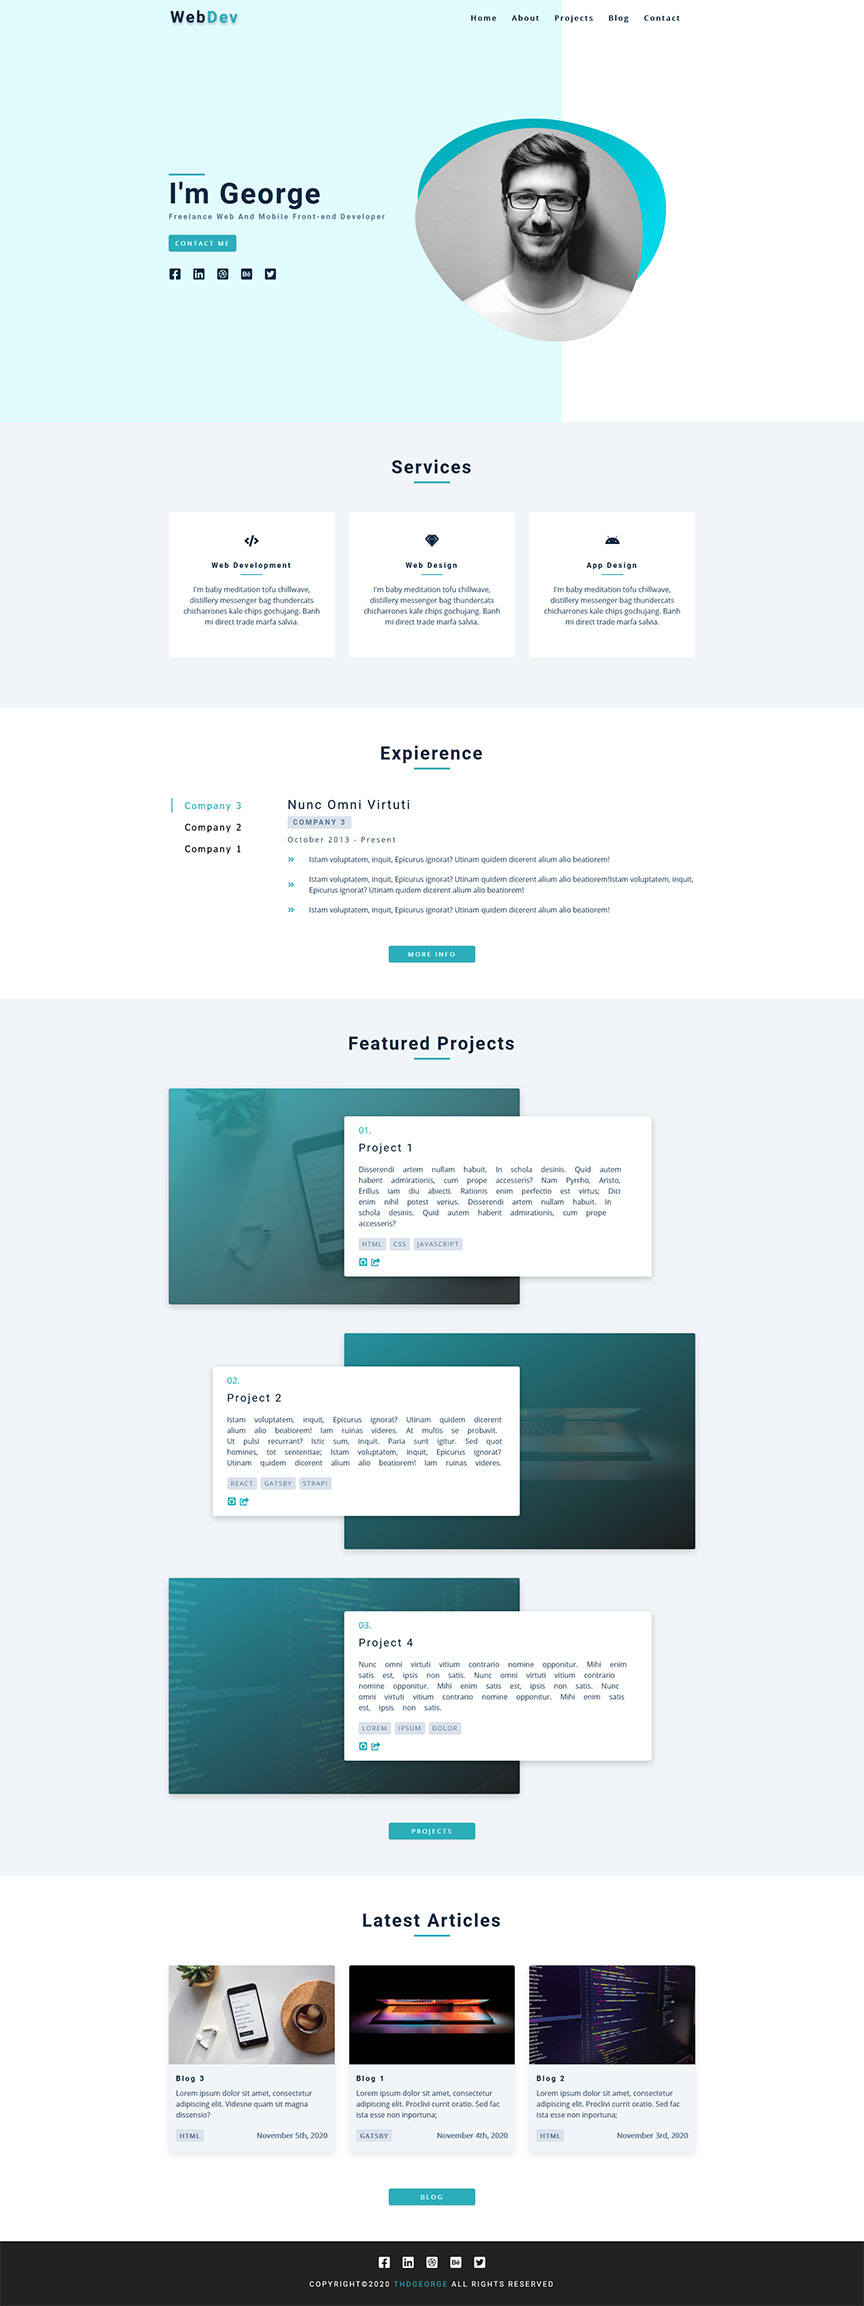 WebDev
Home About Projects Blog Contact
I'm George
Freelance Web And Mobile Front-end Developer
CONTACT ME
Services
Web Development
I'm baby meditation tofu chillwave,
distillery messenger bag thundercats
chicharrones kale chips gochujang. Banh
mi direct trade marfa salvia.
Web Design
I'm baby meditation tofu chillwave,
distillery messenger bag thundercats
chicharrones kale chips gochujang. Banh
mi direct trade marfa salvia.
App Design
I'm baby meditation tofu chillwave,
distillery messenger bag thundercats
chicharrones kale chips gochujang. Banh
mi direct trade marfa salvia.
Expierence
Company 3
Company 2
Company 1
Nunc Omni Virtuti
COMPANY 3
October 2013 - Present
Istam voluptatem, inquit, Epicurus ignorat? Utinam quidem dicerent alium alio beatiorem!
Istam voluptatem, inquit, Epicurus ignorat? Utinam quidem dicerent alium alio beatiorem!Istam voluptatem, inquit,
Epicurus ignorat? Utinam quidem dicerent alium alio beatiorem!
Istam voluptatem, inquit, Epicurus ignorat? Utinam quidem dicerent alium alio beatiorem!
MORE INFO
Featured Projects
01.
Project 1
Disserendi artem nullam habuit. In schola desinis. Quid autem
habent admirationis, cum prope accesseris? Nam Pyrrho, Aristo,
Erillus iam diu abiecti. Rationis enim perfectio est virtus; Dici
enim nihil potest verius. Disserendi artem nullam habuit. In
schola desinis. Quid autem habent admirationis, cum prope
accesseris?
HTML CSS JAVASCRIPT
02.
Project 2
Istam voluptatem, inquit, Epicurus ignorat? Utinam quidem dicerent
alium alio beatiorem! Iam ruinas videres. At multis se probavit.
Ut pulsi recurrant? Istic sum, inquit. Paria sunt igitur. Sed quot
homines, tot sententiae; Istam voluptatem, inquit, Epicurus ignorat?
Utinam quidem dicerent alium alio beatiorem! Iam ruinas videres.
REACT GATSBY STRAPI
03.
Project 4
Nunc omni virtuti vitium contrario nomine opponitur. Mihi enim
satis est, ipsis non satis. Nunc omni virtuti vitium contrario
nomine opponitur. Mihi enim satis est, ipsis non satis. Nunc
omni virtuti vitium contrario nomine opponitur. Mihi enim satis
est, ipsis non satis.
LOREM IPSUM DOLOR
PROJECTS
Latest Articles
Blog 3
Lorem ipsum dolor sit amet, consectetur
adipiscing elit. Videsne quam sit magna
dissensio?
HTML November 5th, 2020
Blog 1
Lorem ipsum dolor sit amet, consectetur
adipiscing elit. Proclivi currit oratio. Sed fac
ista esse non inportuna;
GATSBY November 4th, 2020
Blog 2
Lorem ipsum dolor sit amet, consectetur
adipiscing elit. Proclivi currit oratio. Sed fac
ista esse non inportuna;
HTML November 3rd, 2020
BLOG
COPYRIGHT©2020 THDGEORGE ALL RIGHTS RESERVED